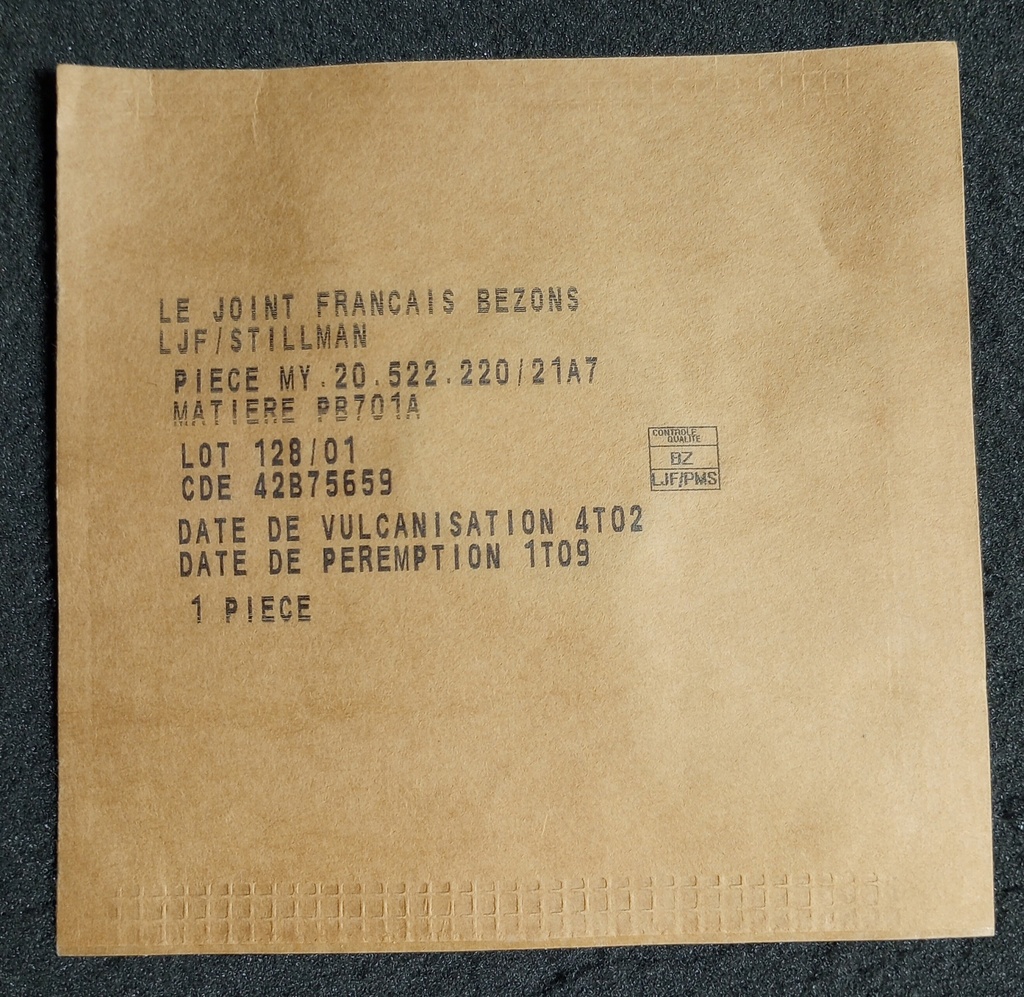 LE JOINT FRANCAIS BEZONS
LJF/STILLMAN
PIECE MY.20.522.220/21A7
MATIERE PB701A
LOT 128/01
CDE 42B75659
DATE DE VULCANISATION 4T02
DATE DE PEREMPTION 1T09
1 PIECE
CONTROLE
QUALITE
BZ
LJF/PMS